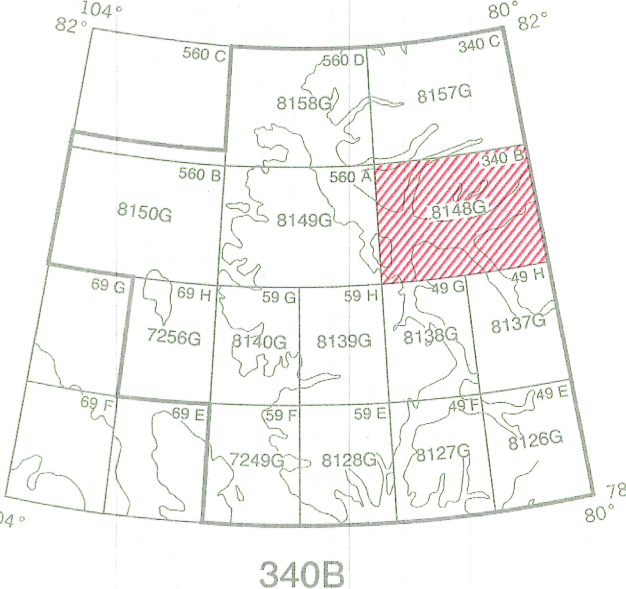 104°
80°
82°
82°
560 C
560 D
340 C
8158G
8157G
560 B
560 A
340 B
8150G
8149G
8148G
69 G
69 H
59 G
59 H
49 G
49 H
7256G
8140G
8139G
8138G
8137G
69 F
69 E
59 F
59 E
49 F
49 E
7249G
8128G
8127G
8126G
04°
78
80°
340B